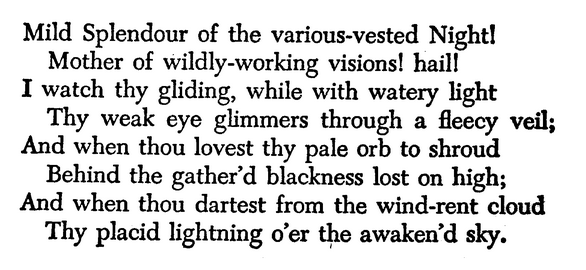 Mild Splendour of the various-vested Night!
Mother of wildly-working visions! hail!
I watch thy gliding, while with watery light
Thy weak eye glimmers through a fleecy veil;
And when thou lovest thy pale orb to shroud
Behind the gather'd blackness lost on high;
And when thou dartest from the wind-rent cloud
Thy placid lightning o'er the awaken'd sky.